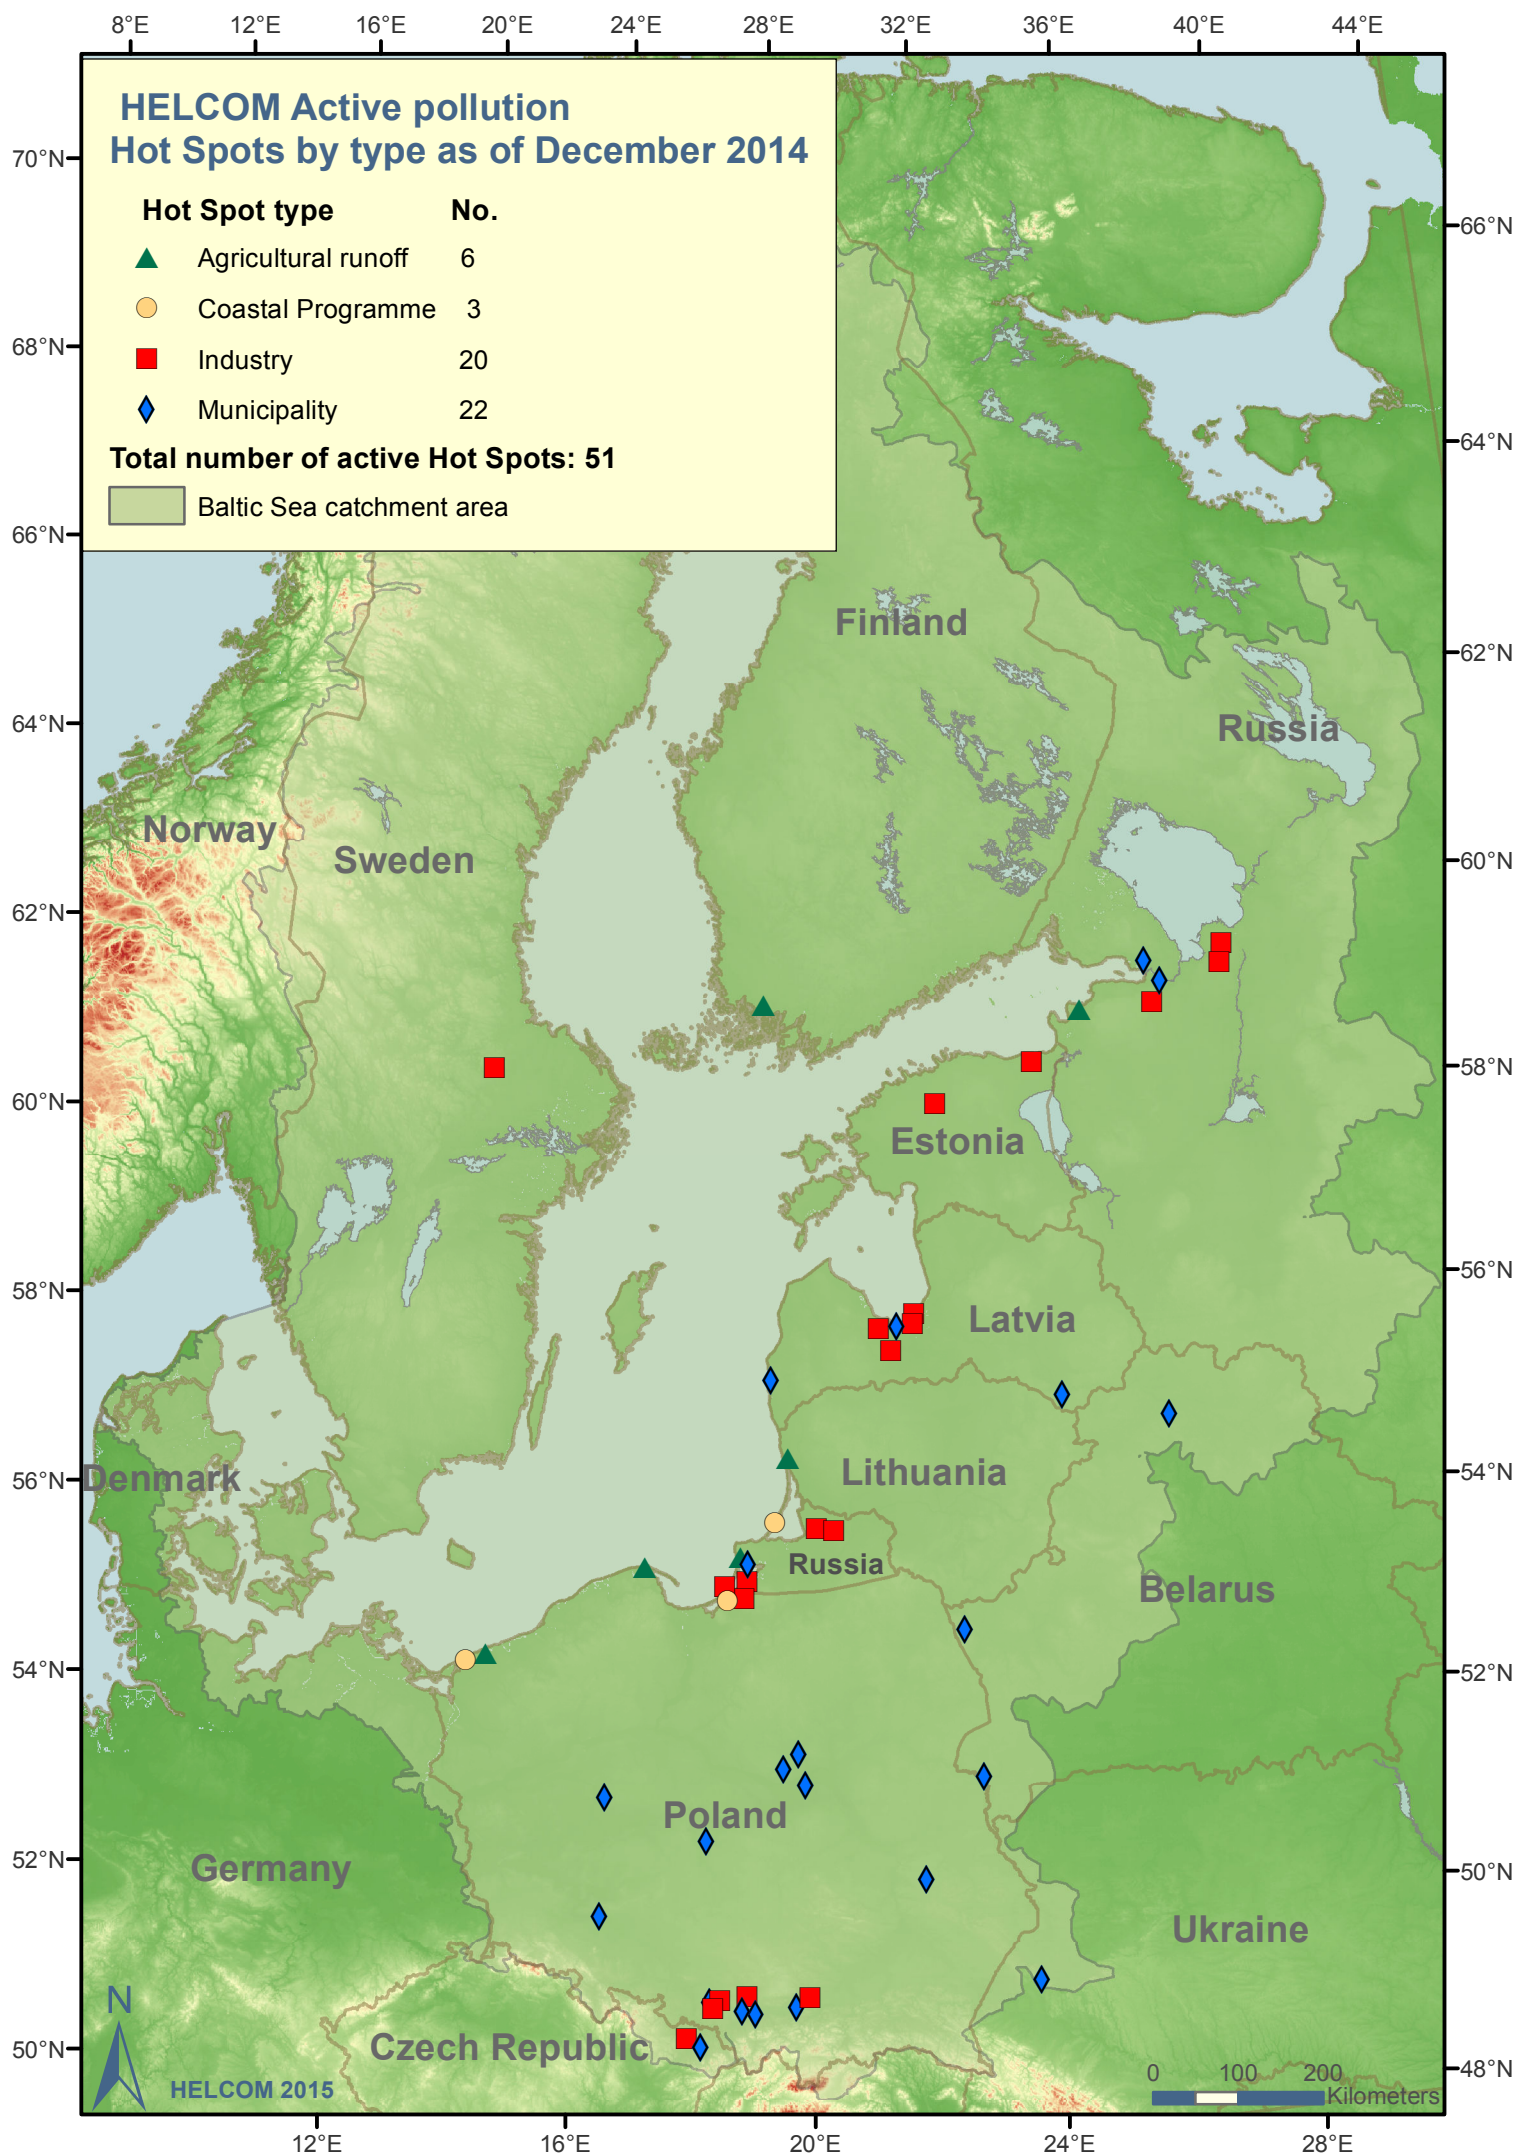 8°E 12°E 16°E 20°E 24°E 28°E 32°E 36°E 40°E 44°E
HELCOM Active pollution
Hot Spots by type as of December 2014
Hot Spot type No.
Agricultural runoff 6
Coastal Programme 3
Industry 20
Municipality 22
Total number of active Hot Spots: 51
Baltic Sea catchment area
70°N
68°N
66°N
64°N
62°N
60°N
58°N
56°N
54°N
52°N
50°N
66°N
64°N
62°N
60°N
58°N
56°N
54°N
52°N
50°N
48°N
Finland
Russia
Norway
Sweden
Estonia
Latvia
Denmark
Lithuania
Russia
Belarus
Poland
Germany
Ukraine
Czech Republic
N
HELCOM 2015
0 100 200
Kilometers
12°E 16°E 20°E 24°E 28°E